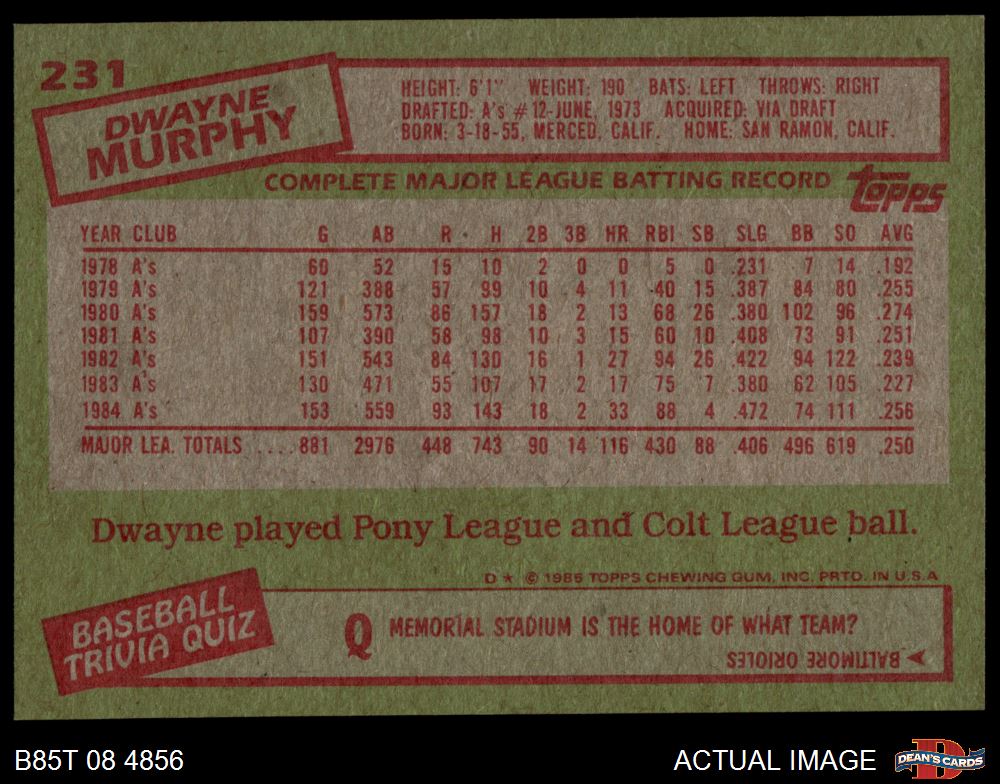 231
DWAYNE
MURPHY
HEIGHT: 6'1" WEIGHT: 190 BATS: LEFT THROWS: RIGHT
DRAFTED: A's #12-JUNE, 1973 ACQUIRED: VIA DRAFT
BORN: 3-18-55, MERCED, CALIF. HOME: SAN RAMON, CALIF.
COMPLETE MAJOR LEAGUE BATTING RECORD topps
YEAR CLUB G AB R H 2B 3B HR RBI SB SLG BB SO AVG
1978 A's 60 52 15 10 2 0 0 5 0 .231 7 14 .192
1979 A's 121 388 57 99 10 4 11 40 15 .387 84 80 .255
1980 A's 159 573 86 157 18 2 13 68 26 .380 102 96 .274
1981 A's 107 390 58 98 10 3 15 60 10 .408 73 91 .251
1982 A's 151 543 84 130 16 1 27 94 26 .422 94 122 .239
1983 A's 130 471 55 107 17 2 17 75 7 .380 62 105 .227
1984 A's 153 559 93 143 18 2 33 88 4 .472 74 111 .256
MAJOR LEA. TOTALS .... 881 2976 448 743 90 14 116 430 88 .406 496 619 .250
Dwayne played Pony League and Colt League ball.
D * © 1985 TOPPS CHEWING GUM, INC. PRTD. IN U.S.A
BASEBALL
TRIVIA QUIZ
Q MEMORIAL STADIUM IS THE HOME OF WHAT TEAM?
BALTIMORE ORIOLES
B85T 08 4856
ACTUAL IMAGE
D
DEAN'S CARDS